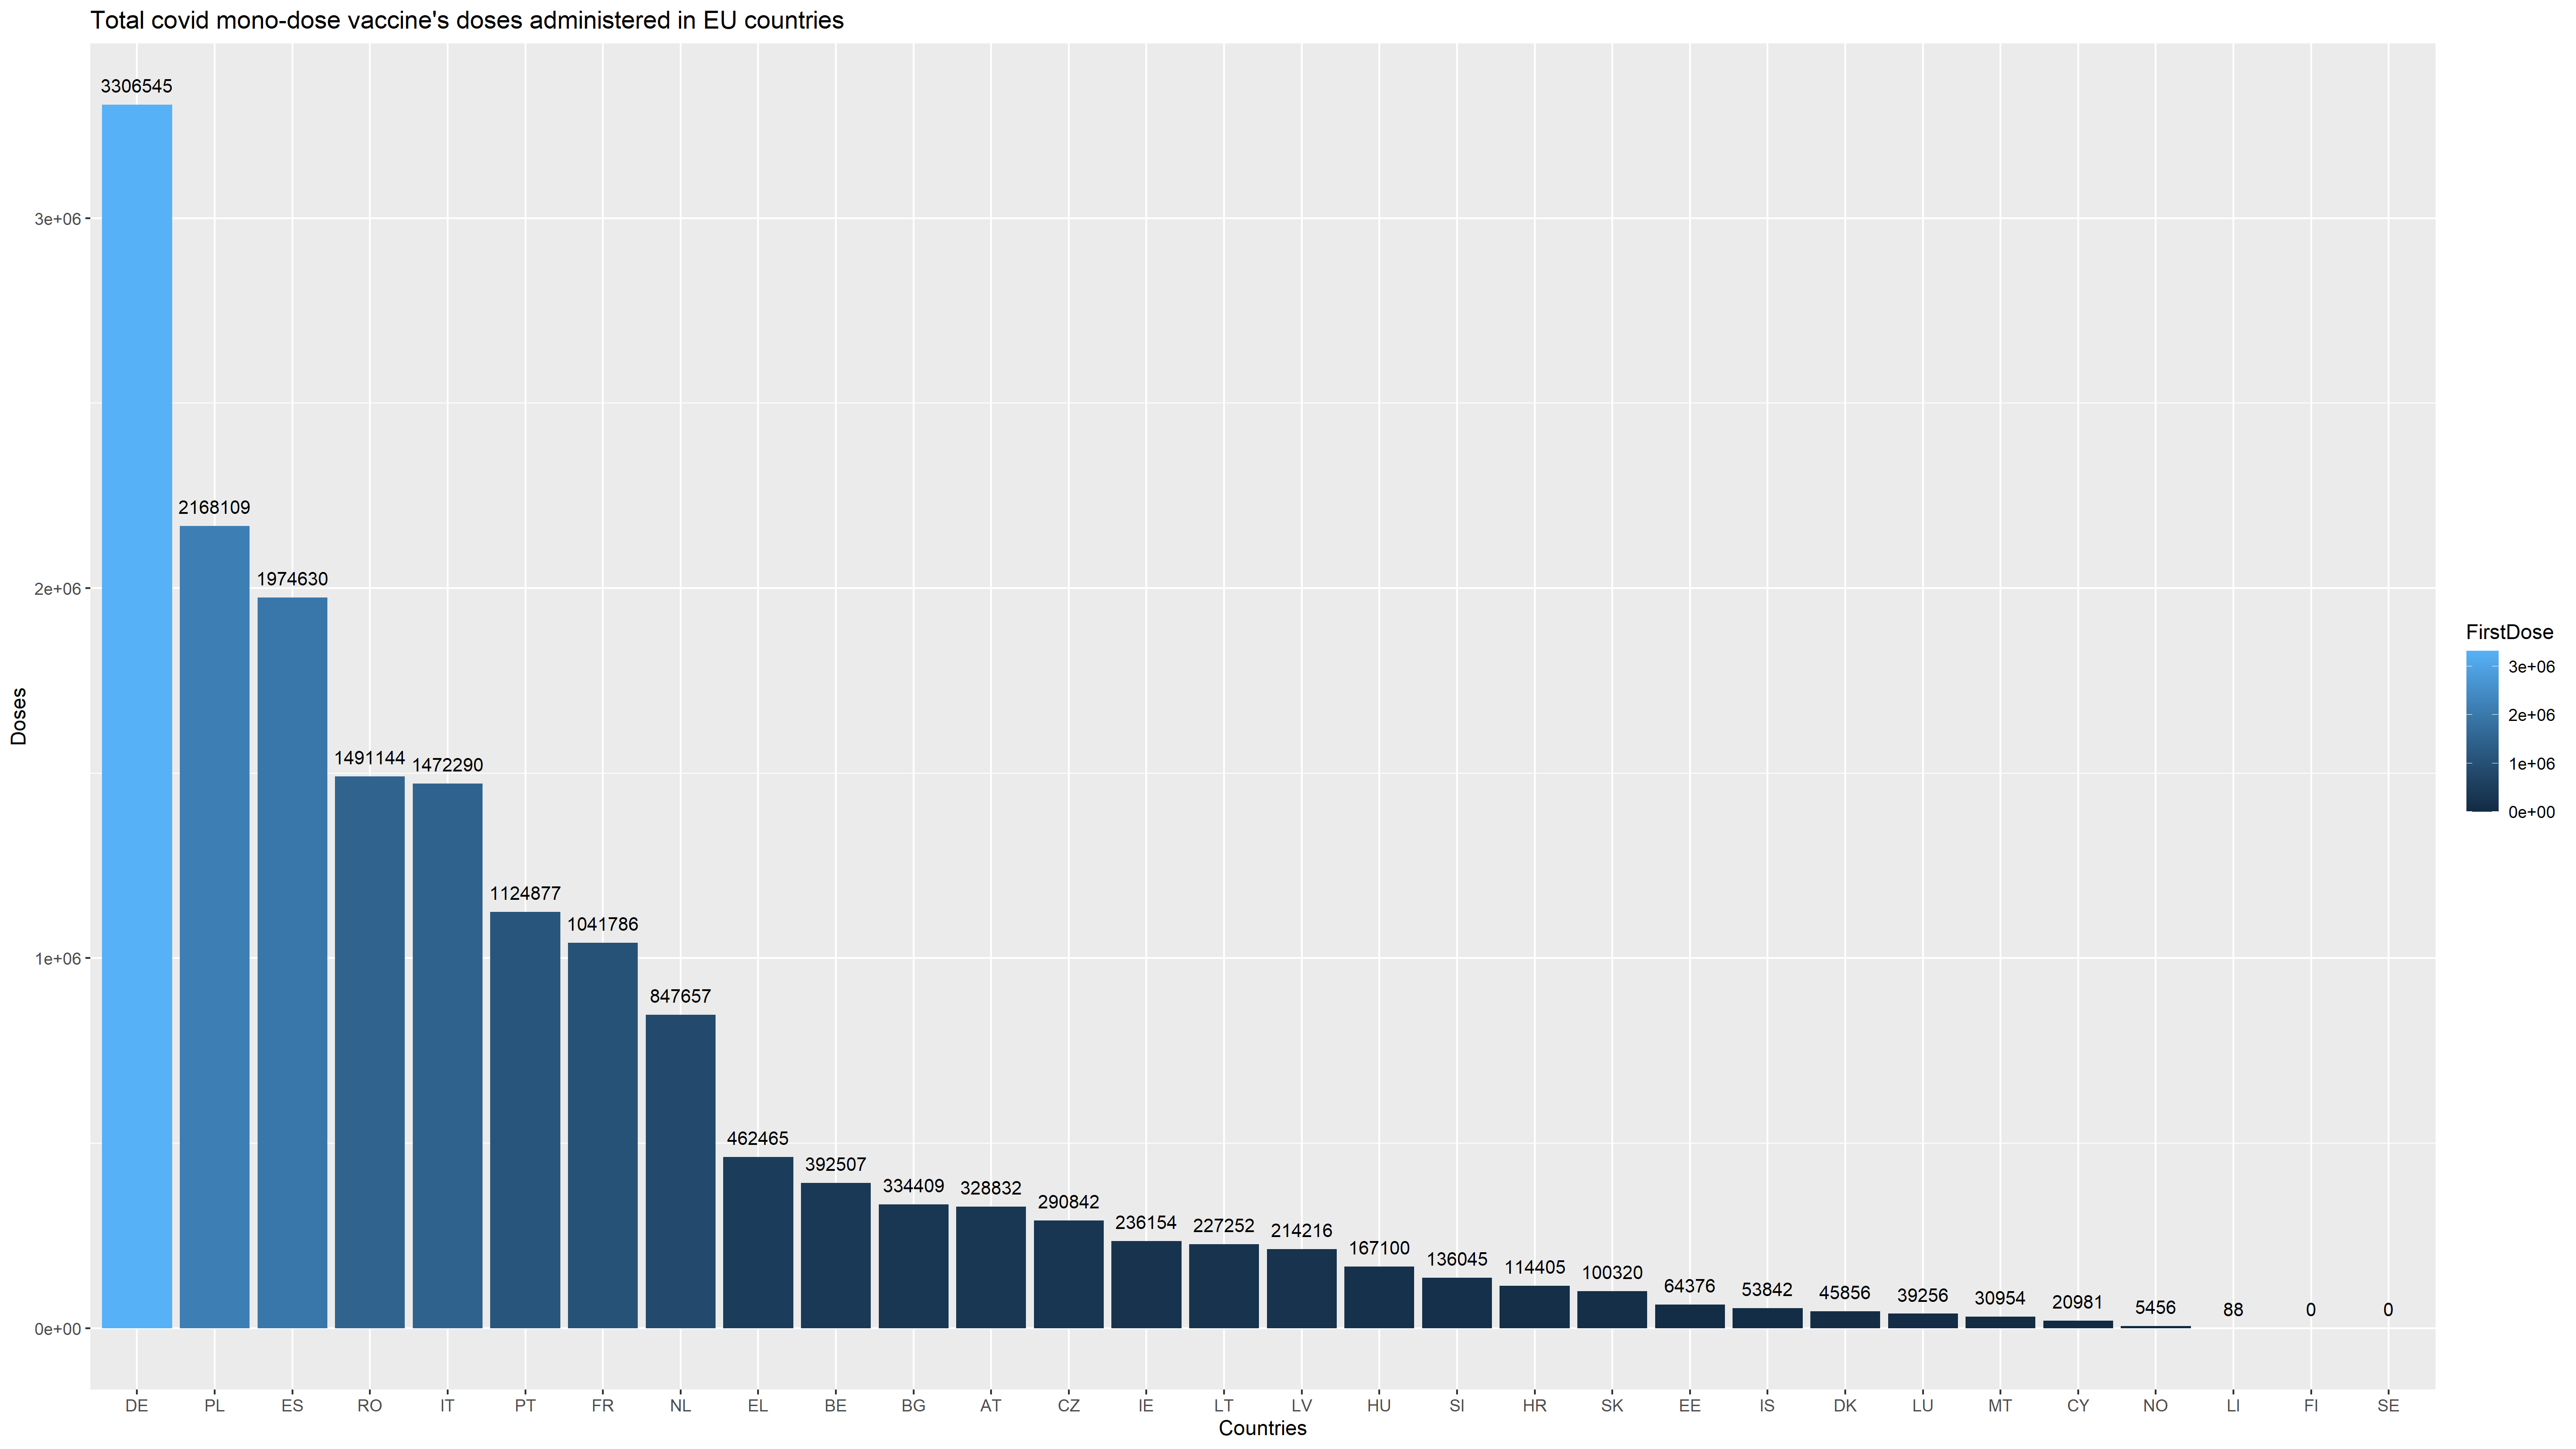 Total covid mono-dose vaccine's doses administered in EU countries
3306545
2168109
1974630
1491144
1472290
1124877
1041786
847657
462465
392507
334409
328832
290842
236154
227252
214216
167100
136045
114405
100320
64376
53842
45856
39256
30954
20981
5456
88
0
0
3e+06
2e+06
1e+06
0e+00
Doses
DE PL ES RO IT PT FR NL EL BE BG AT CZ IE LT LV HU SI HR SK EE IS DK LU MT CY NO LI FI SE
Countries
FirstDose
3e+06
2e+06
1e+06
0e+00